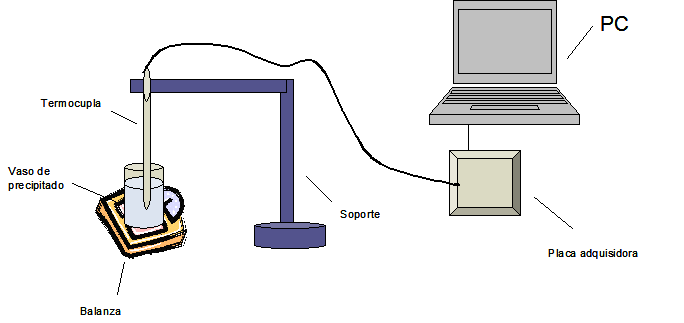 PC
Termocupla
Vaso de
precipitado
Soporte
Placa adquisidora
Balanza